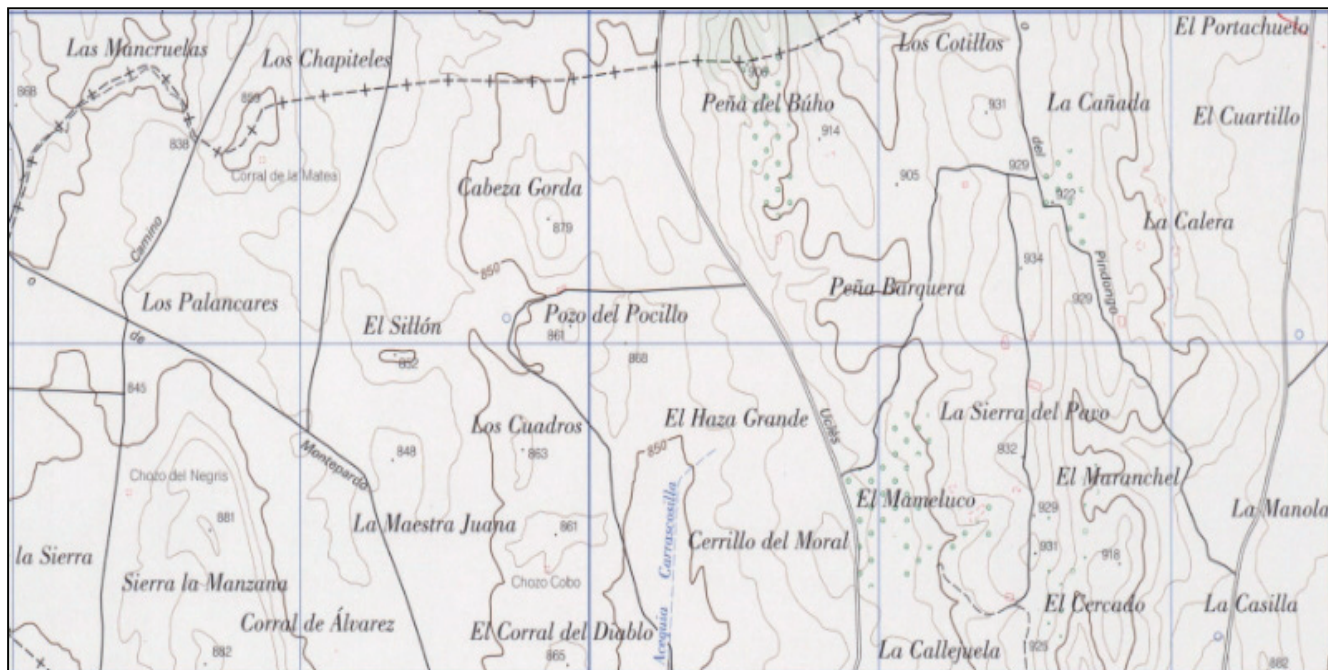 El Portachuelo
Las Mancruelas
Los Chapiteles
Los Cotillos
868
899
908
Peña del Búho
931
La Cañada
El Cuartillo
o
838
914
del
Corral de la Matea
929
Cabeza Gorda
905
922
Camino
879
La Calera
850
934
Pindongo
o
Los Palancares
Peña Barquera
929
El Sillón
Pozo del Pocillo
861
de
832
868
845
Los Cuadros
El Haza Grande
Uclés
La Sierra del Pavo
Montepardo
848
863
850
932
Chozo del Negris
El Maranchel
El Mameluco
881
La Maestra Juana
861
929
La Manola
la Sierra
Cerrillo del Moral
931
918
Sierra la Manzana
Chozo Cobo
Acequia Carrascosilla
El Cercado
La Casilla
Corral de Álvarez
El Corral del Diablo
La Callejuela
925
882
865
882